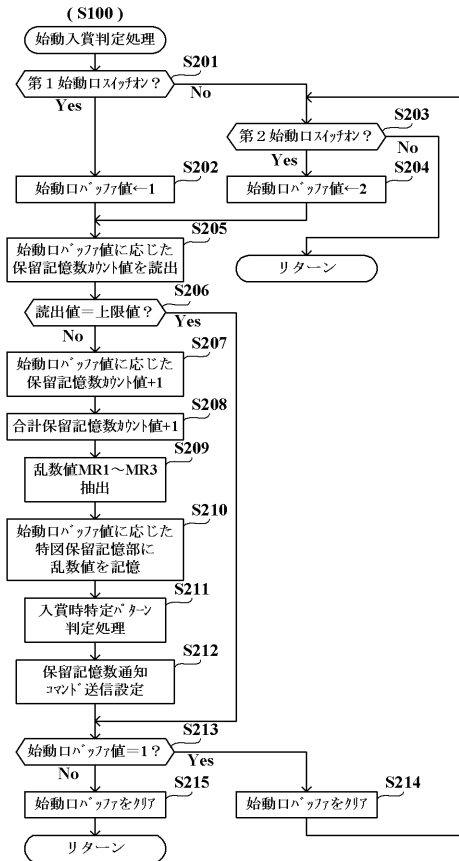 (S100)
始動入賞判定処理
S201
第1始動口スイッチオン?
Yes
No
S203
第2始動口スイッチオン?
Yes
No
S202
始動口バッファ値←1
S204
始動口バッファ値←2
S205
始動口バッファ値に応じた
保留記憶数カウント値を読出
リターン
S206
読出値=上限値?
No
Yes
S207
始動口バッファ値に応じた
保留記憶数カウント値+1
S208
合計保留記憶数カウント値+1
S209
乱数値MR1~MR3
抽出
S210
始動口バッファ値に応じた
特図保留記憶部に
乱数値を記憶
S211
入賞時特定パターン
判定処理
S212
保留記憶数通知
コマンド送信設定
S213
始動口バッファ値=1?
No
Yes
S215
始動口バッファをクリア
S214
始動口バッファをクリア
リターン